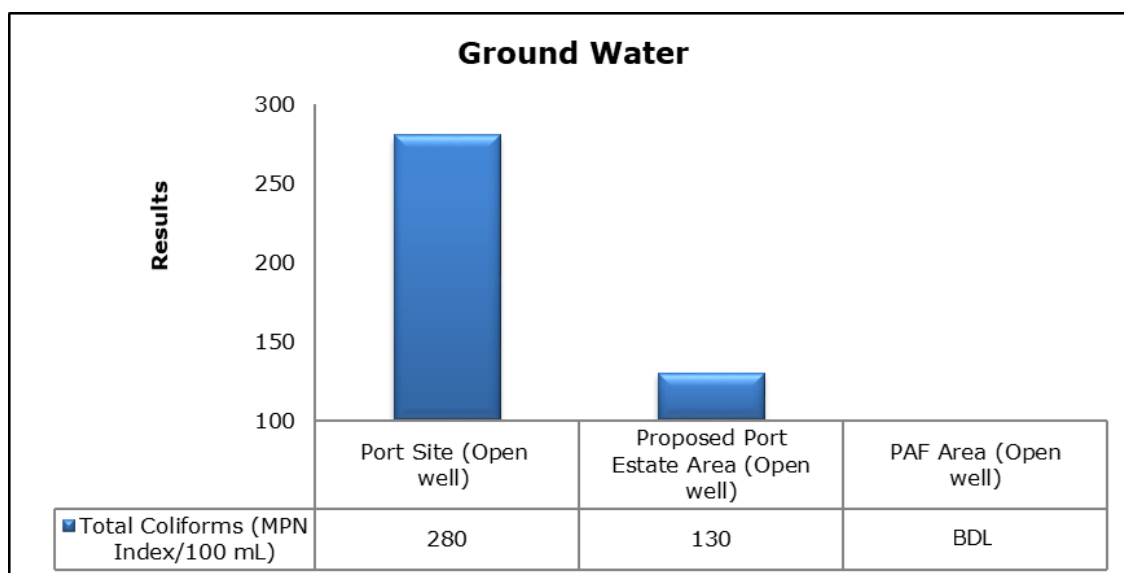 Ground Water
Results
300
250
200
150
100
Port Site (Open
well)
Proposed Port
Estate Area (Open
well)
PAF Area (Open
well)
Total Coliforms (MPN
Index/100 mL)
280
130
BDL